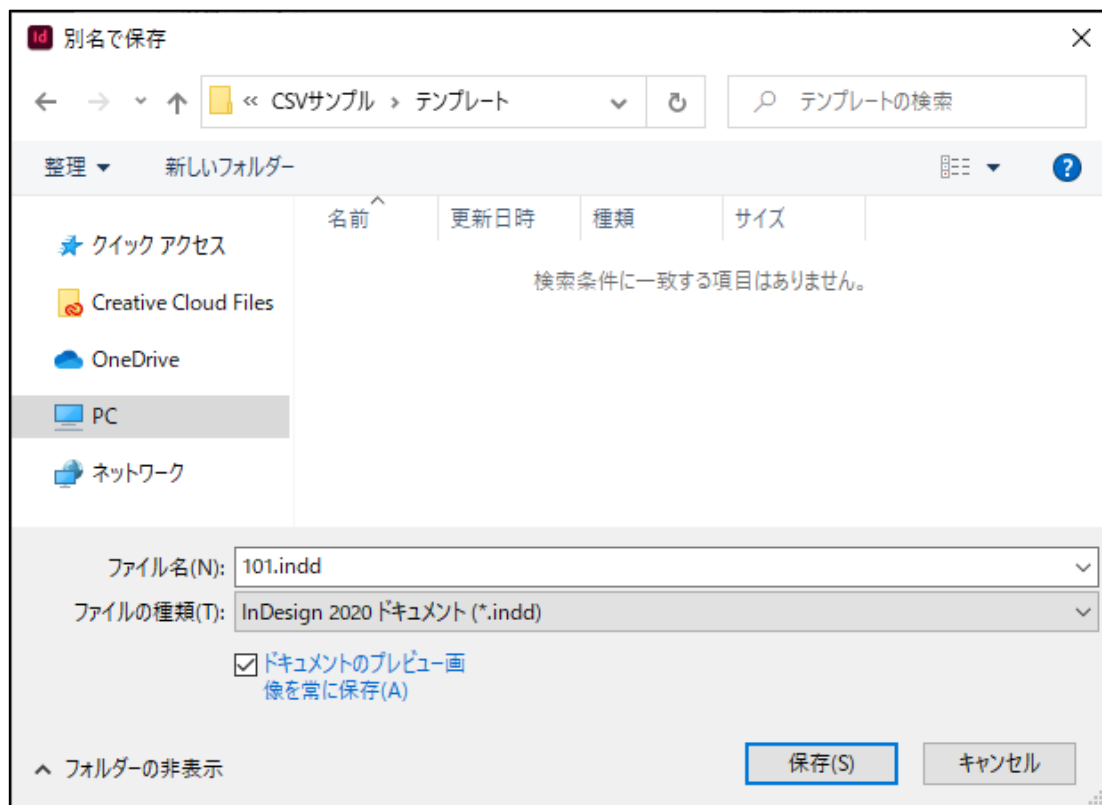 Id 別名で保存
« CSVサンプル › テンプレート テンプレートの検索
整理 新しいフォルダー ?
名前 更新日時 種類 サイズ
検索条件に一致する項目はありません。
クイック アクセス
Creative Cloud Files
OneDrive
PC
ネットワーク
ファイル名(N): 101.indd
ファイルの種類(T): InDesign 2020 ドキュメント (*.indd)
ドキュメントのプレビュー画
像を常に保存(A)
フォルダーの非表示 保存(S) キャンセル